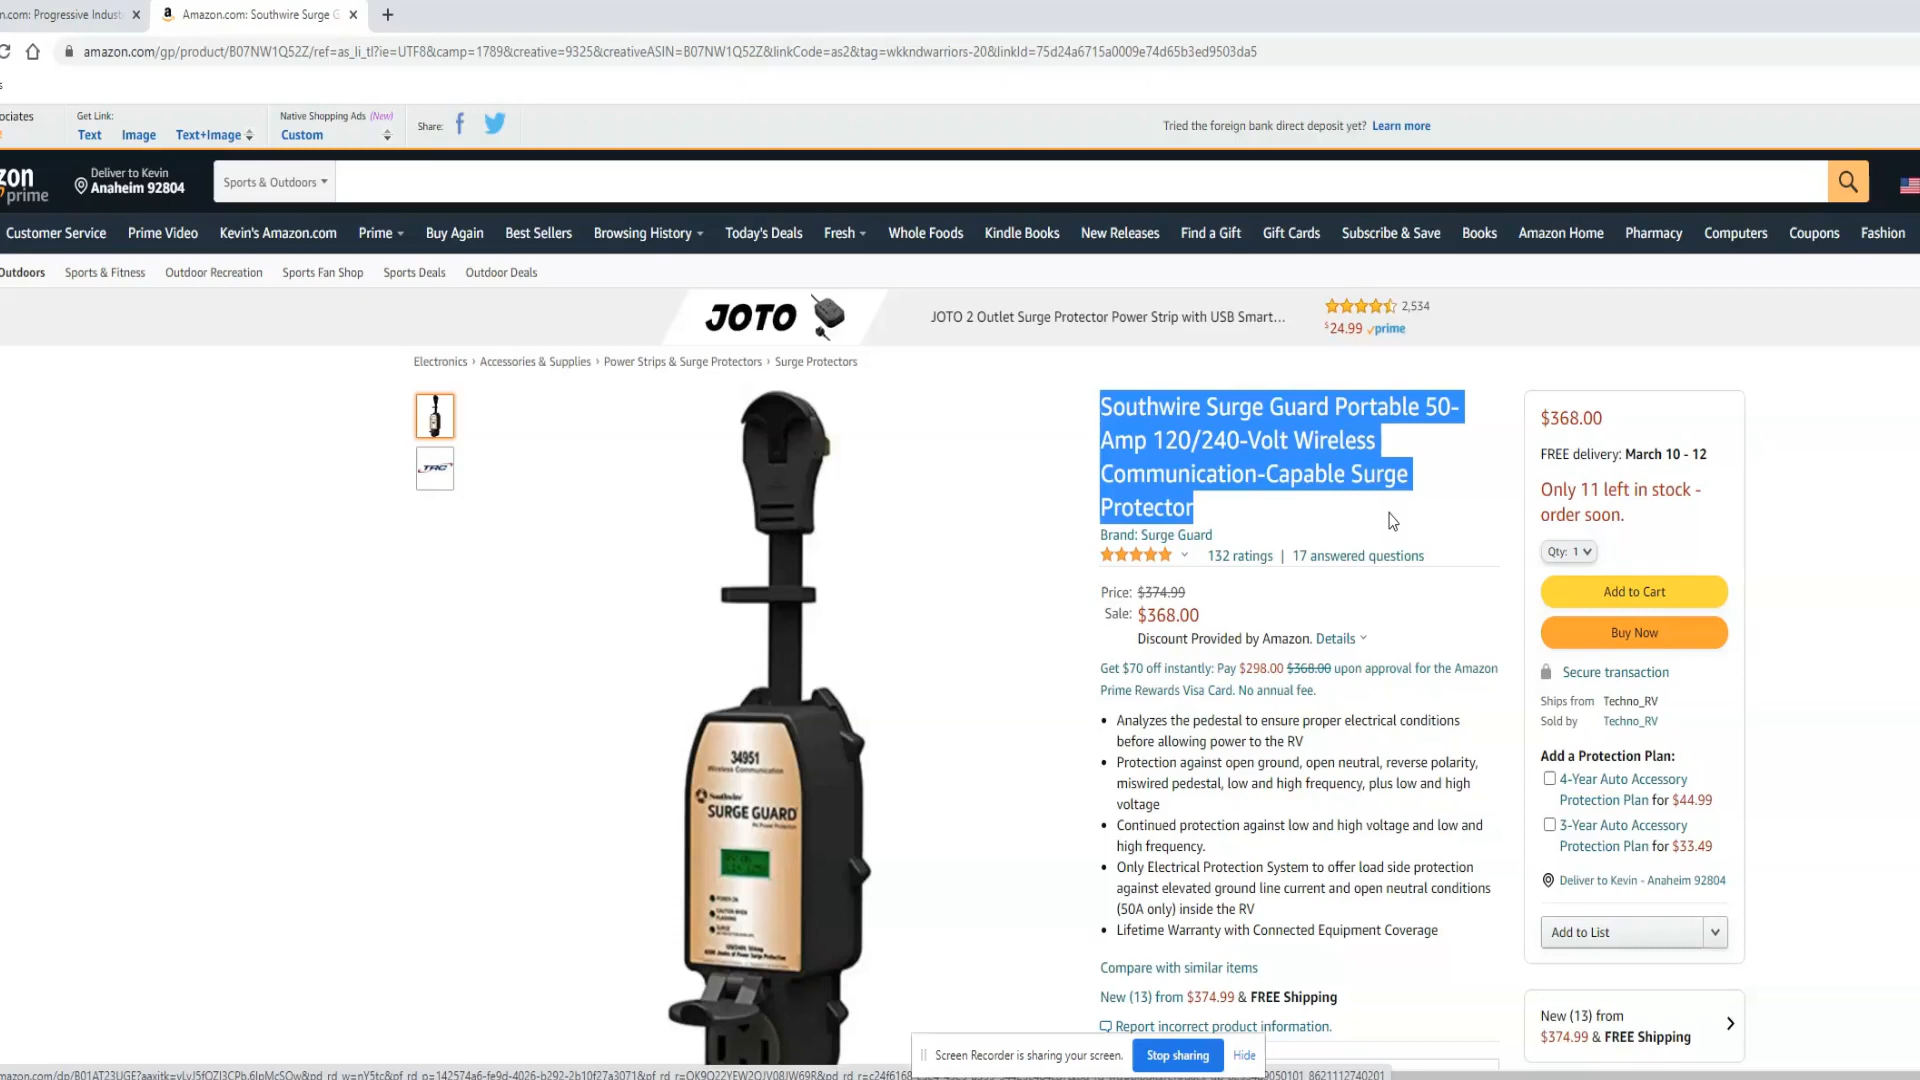 n.com: Progressive Indust
Amazon.com: Southwire Surge G
amazon.com/gp/product/B07NW1Q52Z/ref=as_li_tl?ie=UTF8&camp=1789&creative=9325&creativeASIN=B07NW1Q52Z&linkCode=as2&tag=wkkndwarriors-20&linkId=75d24a6715a0009e74d65b3ed9503da5
ociates
Get Link:
Text Image Text+Image
Native Shopping Ads (New)
Custom
Share:
Tried the foreign bank direct deposit yet? Learn more
zon
prime
Deliver to Kevin
Anaheim 92804
Sports & Outdoors
Customer Service Prime Video Kevin's Amazon.com Prime Buy Again Best Sellers Browsing History Today's Deals Fresh Whole Foods Kindle Books New Releases Find a Gift Gift Cards Subscribe & Save Books Amazon Home Pharmacy Computers Coupons Fashion
Outdoors Sports & Fitness Outdoor Recreation Sports Fan Shop Sports Deals Outdoor Deals
JOTO
JOTO 2 Outlet Surge Protector Power Strip with USB Smart...
2,534
$24.99 prime
Electronics › Accessories & Supplies › Power Strips & Surge Protectors › Surge Protectors
TRC
34951
Wireless Communication
Southwire
SURGE GUARD
Southwire Surge Guard Portable 50-
Amp 120/240-Volt Wireless
Communication-Capable Surge
Protector
Brand: Surge Guard
132 ratings | 17 answered questions
Price: $374.99
Sale: $368.00
Discount Provided by Amazon. Details
Get $70 off instantly: Pay $298.00 $368.00 upon approval for the Amazon
Prime Rewards Visa Card. No annual fee.
• Analyzes the pedestal to ensure proper electrical conditions
before allowing power to the RV
• Protection against open ground, open neutral, reverse polarity,
miswired pedestal, low and high frequency, plus low and high
voltage
• Continued protection against low and high voltage and low and
high frequency.
• Only Electrical Protection System to offer load side protection
against elevated ground line current and open neutral conditions
(50A only) inside the RV
• Lifetime Warranty with Connected Equipment Coverage
Compare with similar items
New (13) from $374.99 & FREE Shipping
Report incorrect product information.
$368.00
FREE delivery: March 10 - 12
Only 11 left in stock -
order soon.
Qty: 1
Add to Cart
Buy Now
Secure transaction
Ships from Techno_RV
Sold by Techno_RV
Add a Protection Plan:
4-Year Auto Accessory
Protection Plan for $44.99
3-Year Auto Accessory
Protection Plan for $33.49
Deliver to Kevin - Anaheim 92804
Add to List
New (13) from
$374.99 & FREE Shipping
Screen Recorder is sharing your screen. Stop sharing Hide